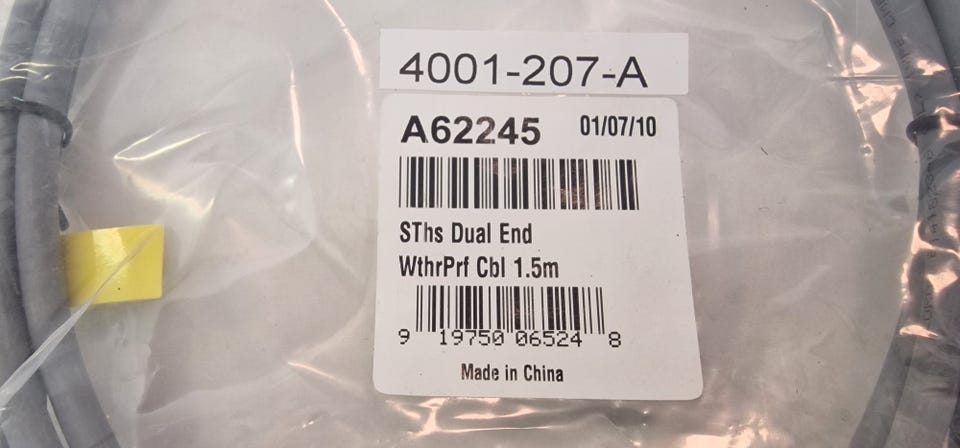 4001-207-A
A62245 01/07/10
SThs Dual End
WthrPrf Cbl 1.5m
9 19750 06524 8
Made in China